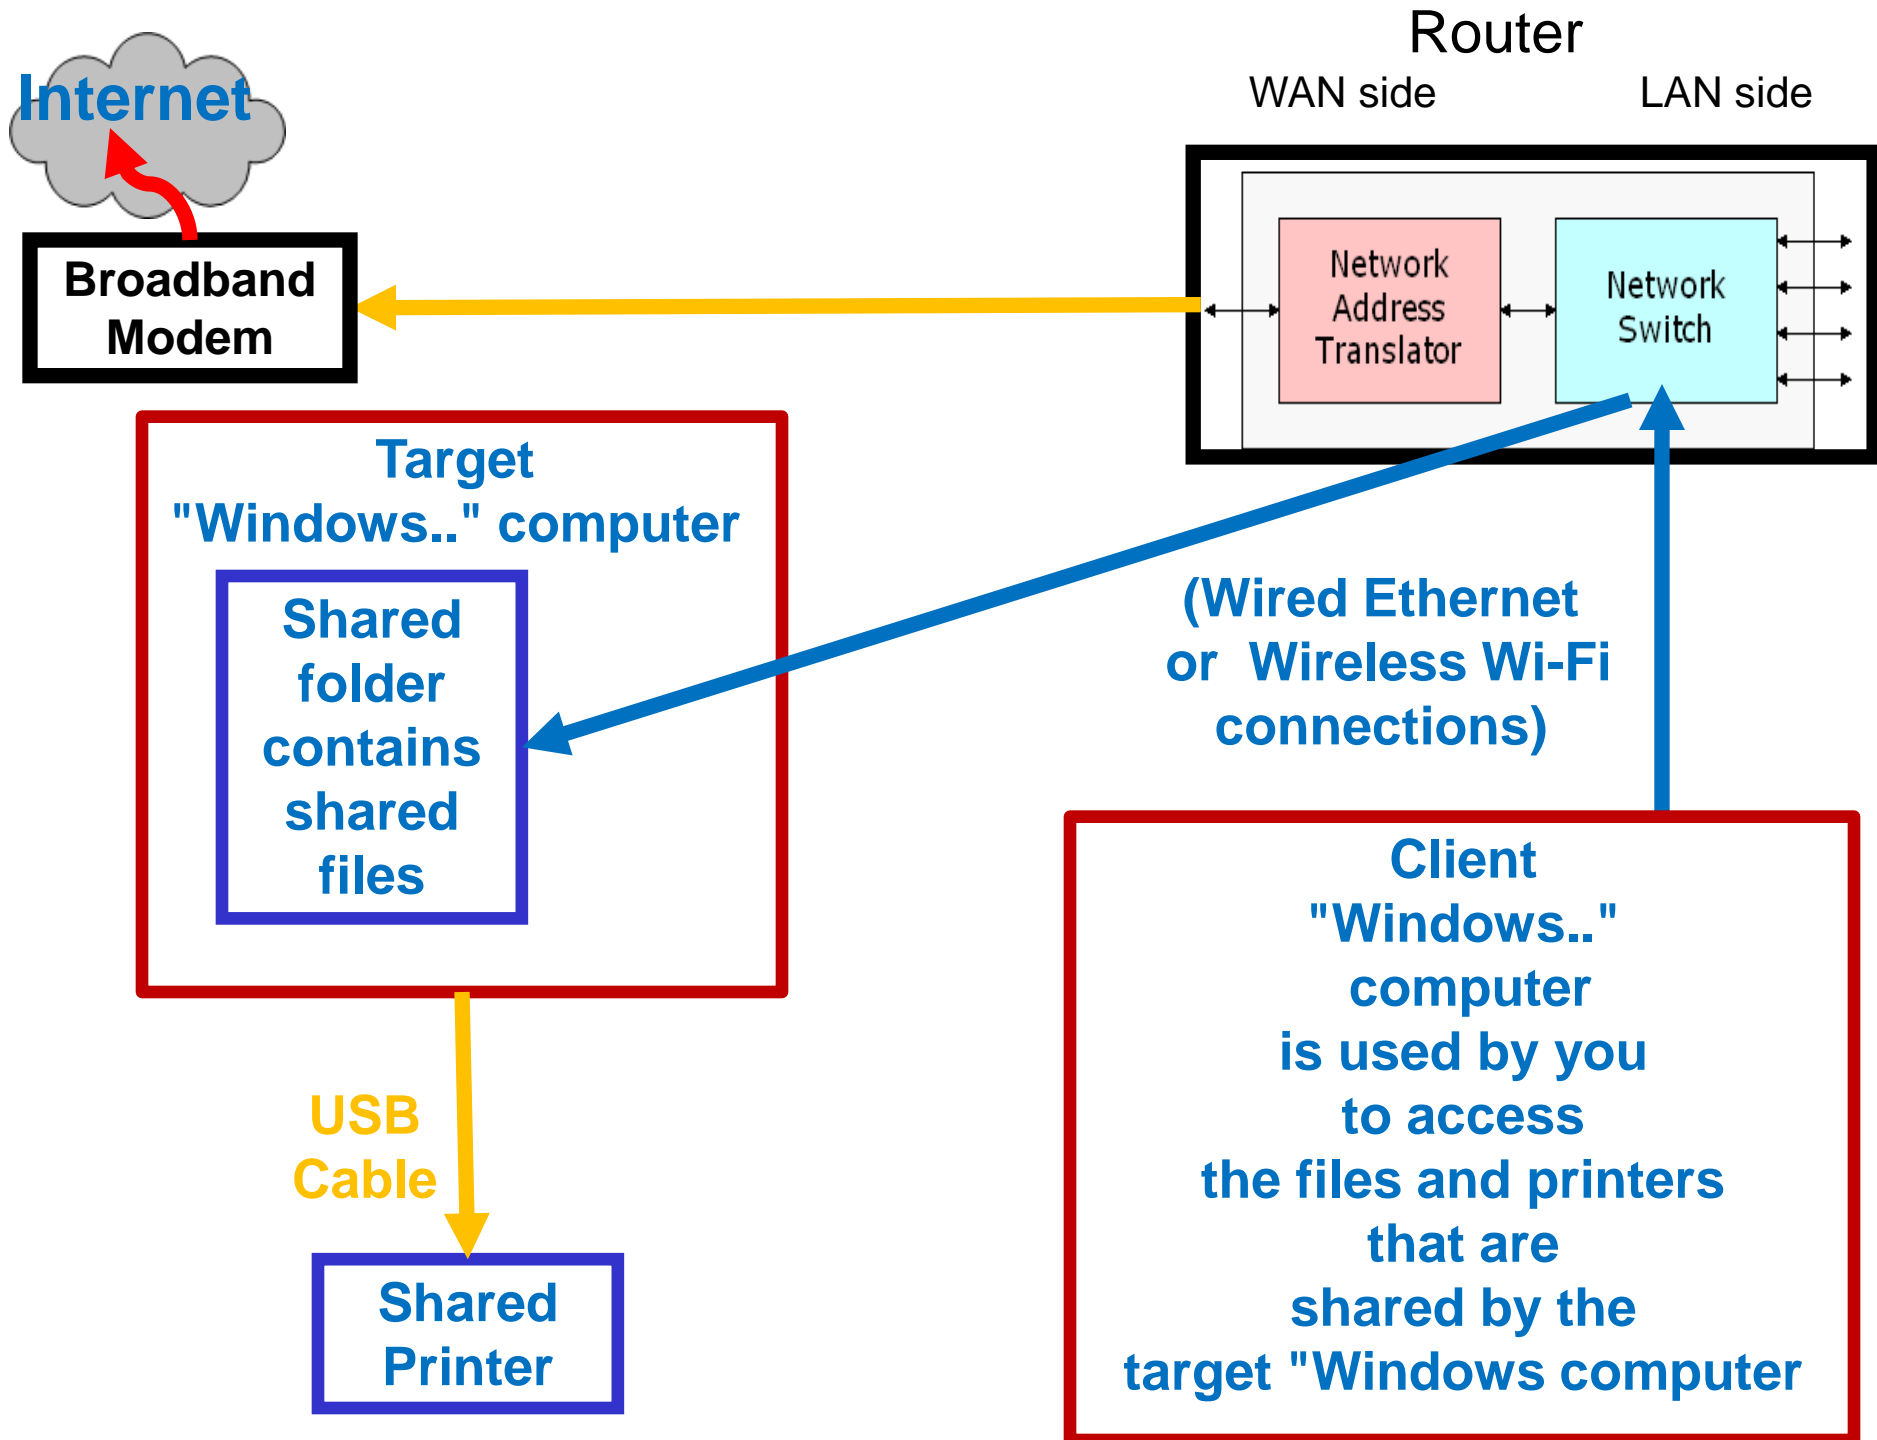 Router
WAN side
LAN side
Internet
Broadband
Modem
Network
Address
Translator
Network
Switch
Target
"Windows.." computer
Shared
folder
contains
shared
files
(Wired Ethernet
or  Wireless Wi-Fi
connections)
USB
Cable
Shared
Printer
Client
"Windows.."
computer
is used by you
to access
the files and printers
that are
shared by the
target "Windows computer